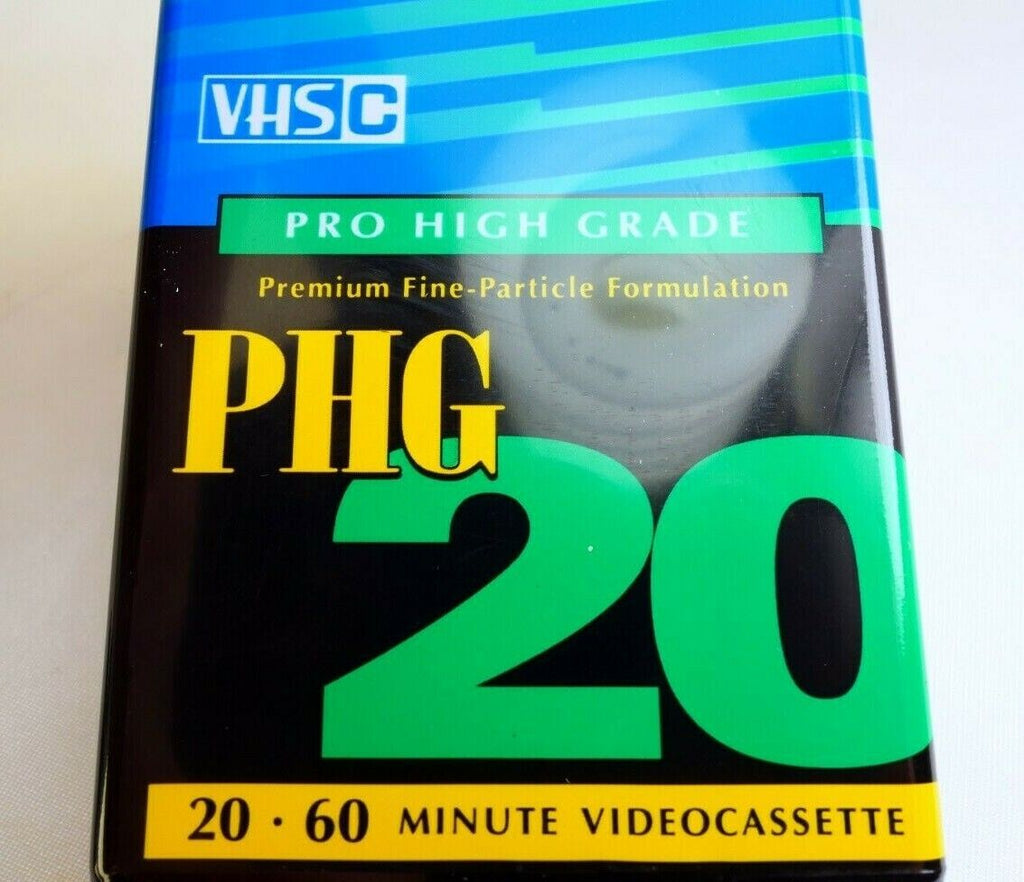 VHS C
PRO HIGH GRADE
Premium Fine-Particle Formulation
PHG
20
20 · 60 MINUTE VIDEOCASSETTE